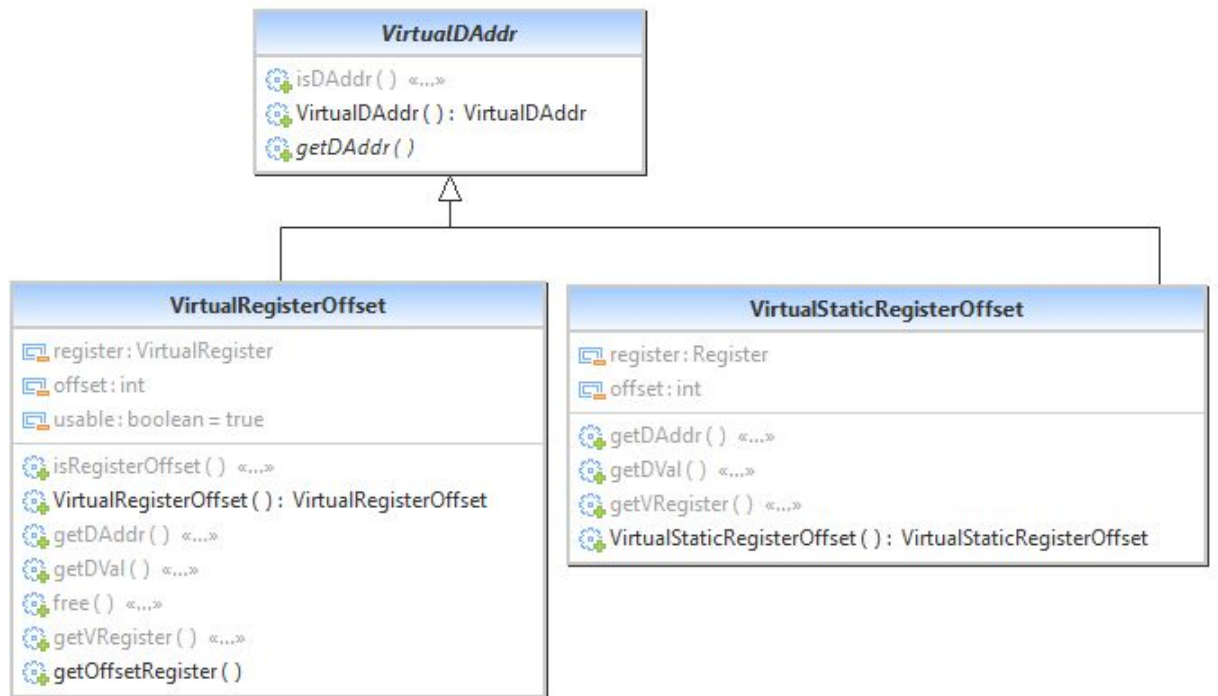 VirtualDAddr
isDAddr ( ) «...»
VirtualDAddr ( ) : VirtualDAddr
getDAddr ( )
VirtualRegisterOffset
register : VirtualRegister
offset : int
usable : boolean = true
isRegisterOffset ( ) «...»
VirtualRegisterOffset ( ) : VirtualRegisterOffset
getDAddr ( ) «...»
getDVal ( ) «...»
free ( ) «...»
getVRegister ( ) «...»
getOffsetRegister ( )
VirtualStaticRegisterOffset
register : Register
offset : int
getDAddr ( ) «...»
getDVal ( ) «...»
getVRegister ( ) «...»
VirtualStaticRegisterOffset ( ) : VirtualStaticRegisterOffset